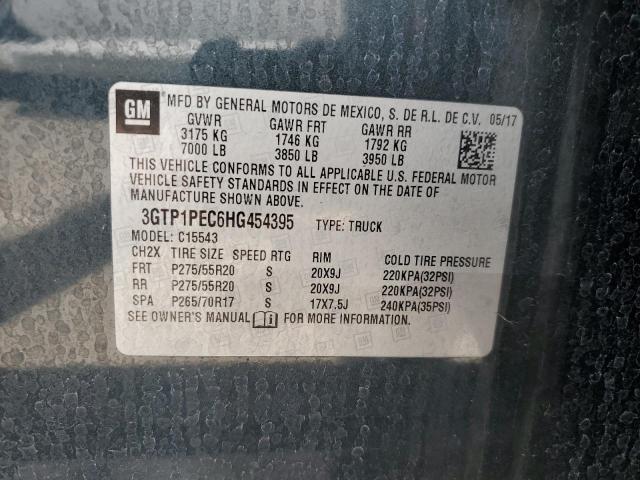 GM MFD BY GENERAL MOTORS DE MEXICO, S. DE R.L. DE C.V. 05/17
GVWR GAWR FRT GAWR RR
3175 KG 1746 KG 1792 KG
7000 LB 3850 LB 3950 LB
THIS VEHICLE CONFORMS TO ALL APPLICABLE U.S. FEDERAL MOTOR
VEHICLE SAFETY STANDARDS IN EFFECT ON THE DATE OF
MANUFACTURE SHOWN ABOVE.
3GTP1PEC6HG454395 TYPE: TRUCK
MODEL: C15543
CH2X TIRE SIZE SPEED RTG RIM COLD TIRE PRESSURE
FRT P275/55R20 S 20X9J 220KPA(32PSI)
RR P275/55R20 S 20X9J 220KPA(32PSI)
SPA P265/70R17 S 17X7.5J 240KPA(35PSI)
SEE OWNER'S MANUAL i FOR MORE INFORMATION.